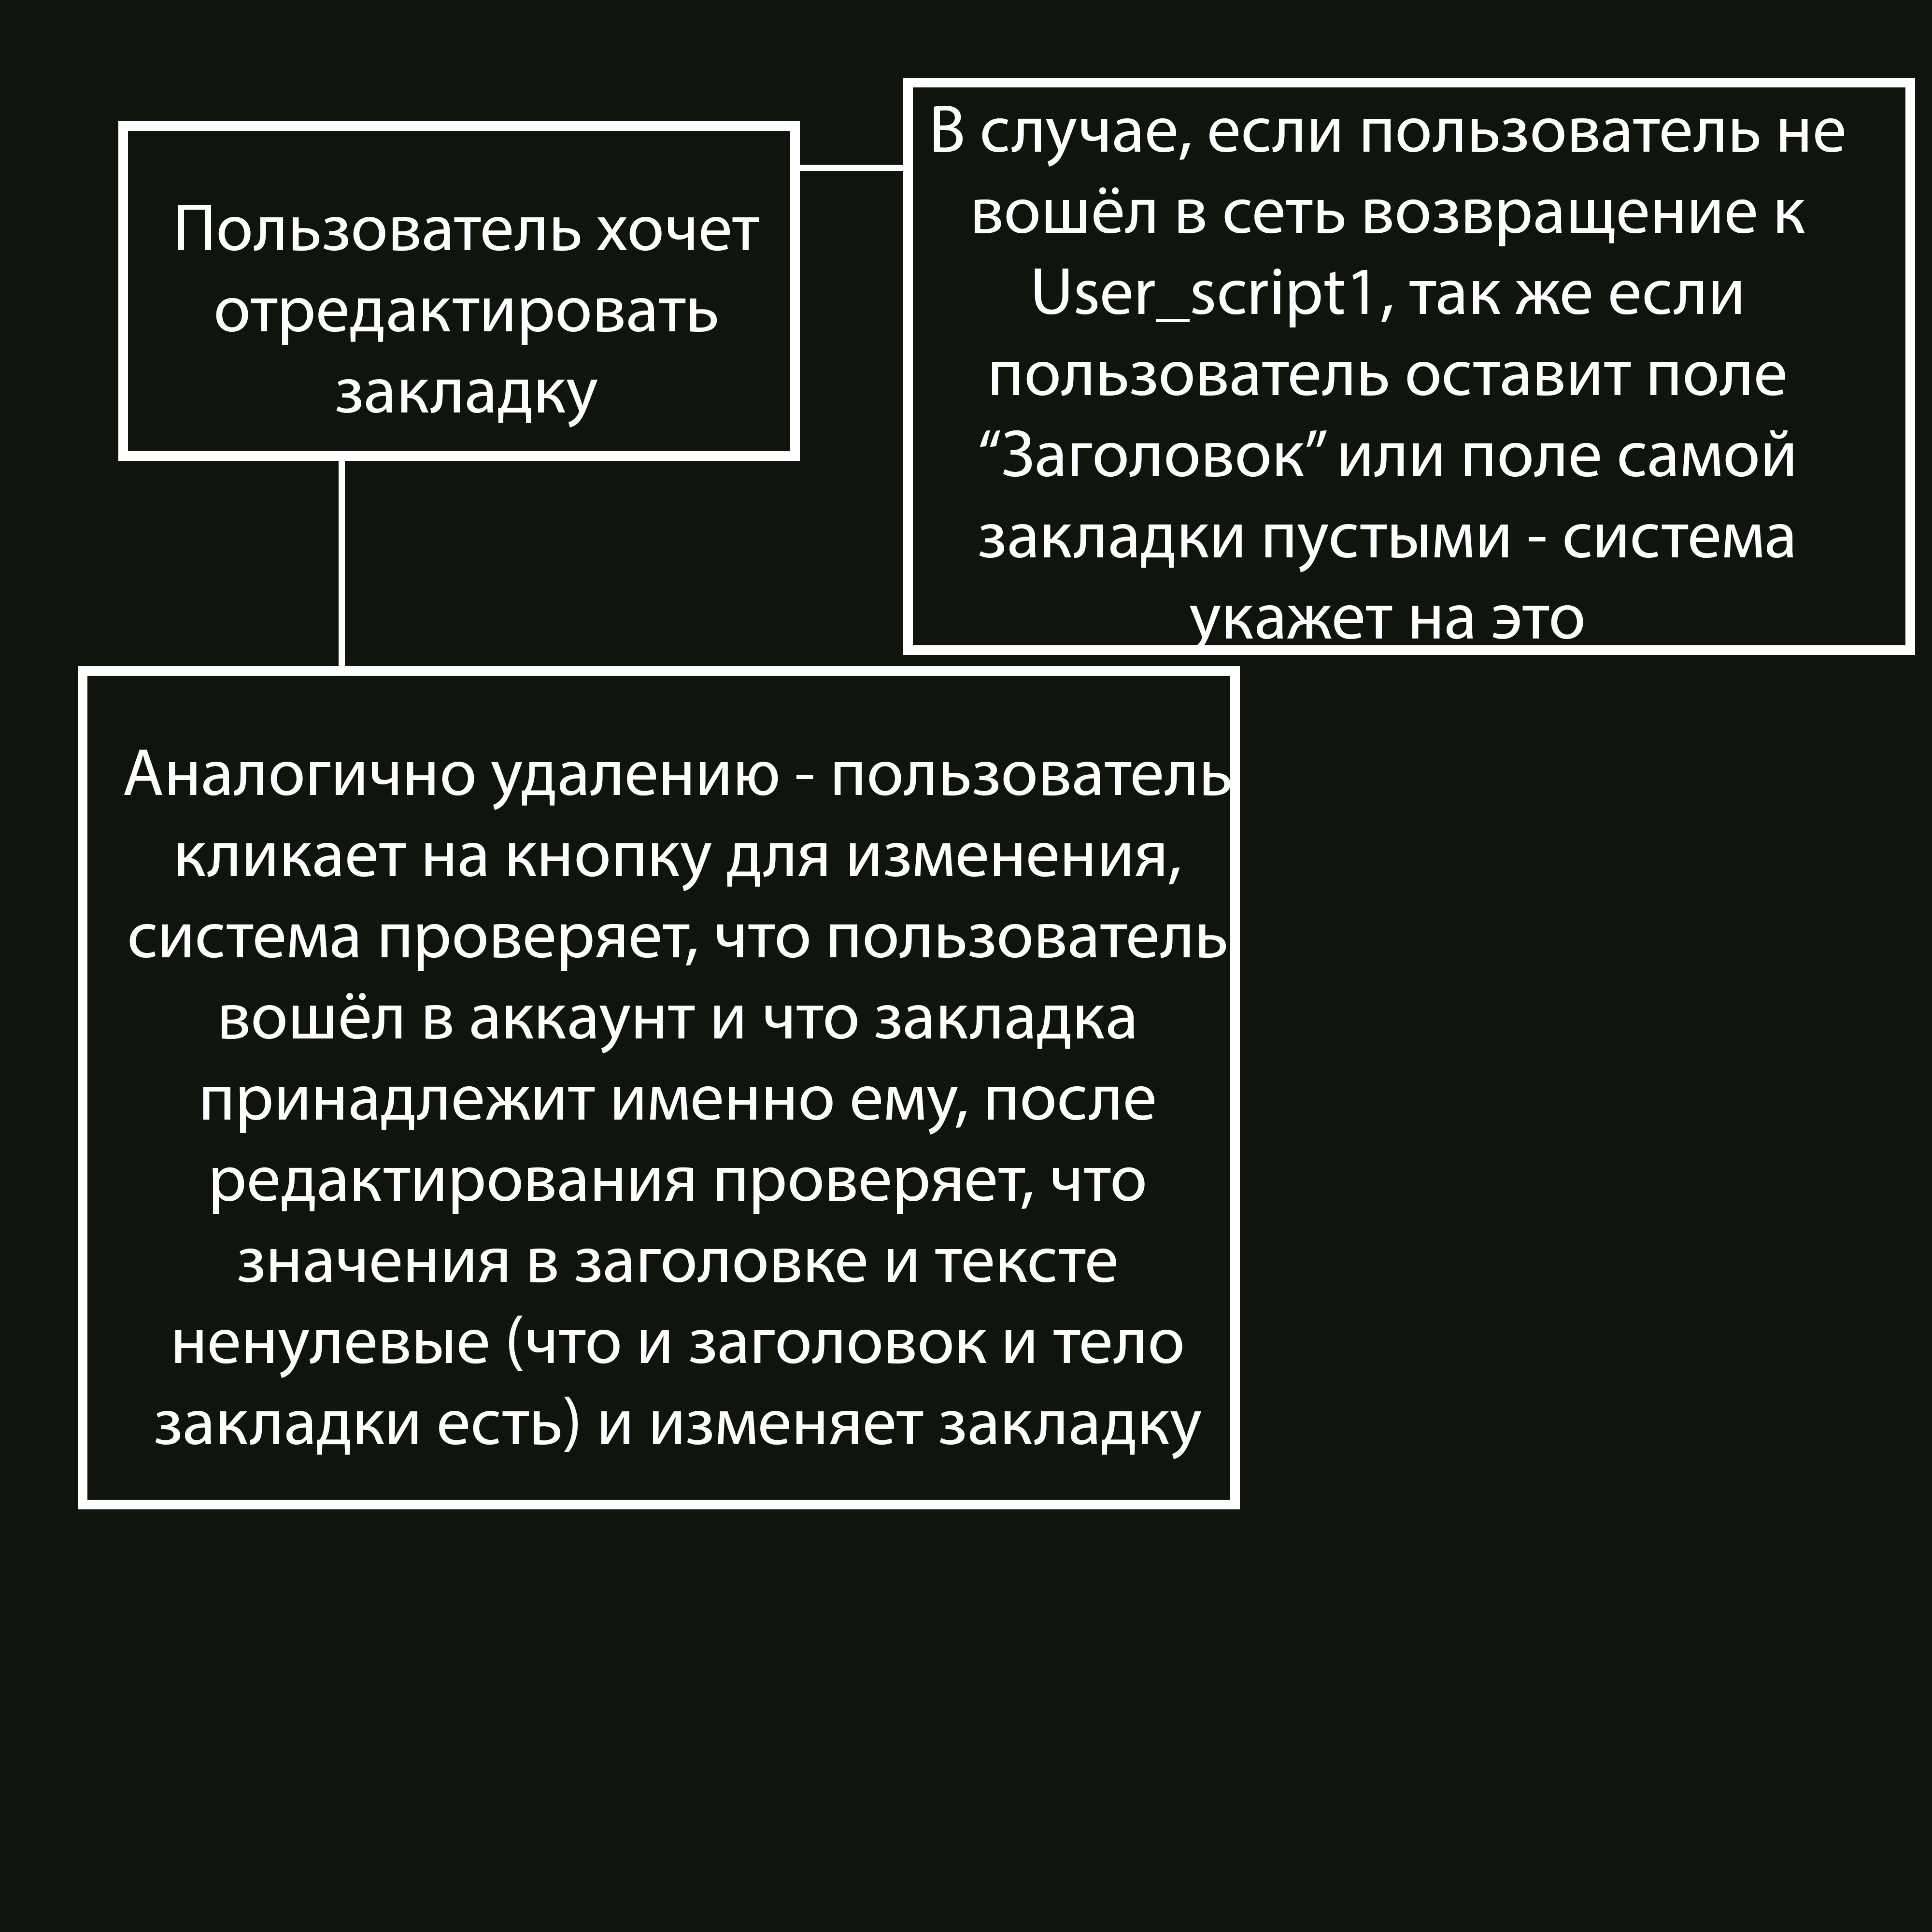 Пользователь хочет
отредактировать
закладку
В случае, если пользователь не
вошёл в сеть возвращение к
User_script1, так же если
пользователь оставит поле
“Заголовок” или поле самой
закладки пустыми - система
укажет на это
Аналогично удалению - пользователь
кликает на кнопку для изменения,
система проверяет, что пользователь
вошёл в аккаунт и что закладка
принадлежит именно ему, после
редактирования проверяет, что
значения в заголовке и тексте
ненулевые (что и заголовок и тело
закладки есть) и изменяет закладку